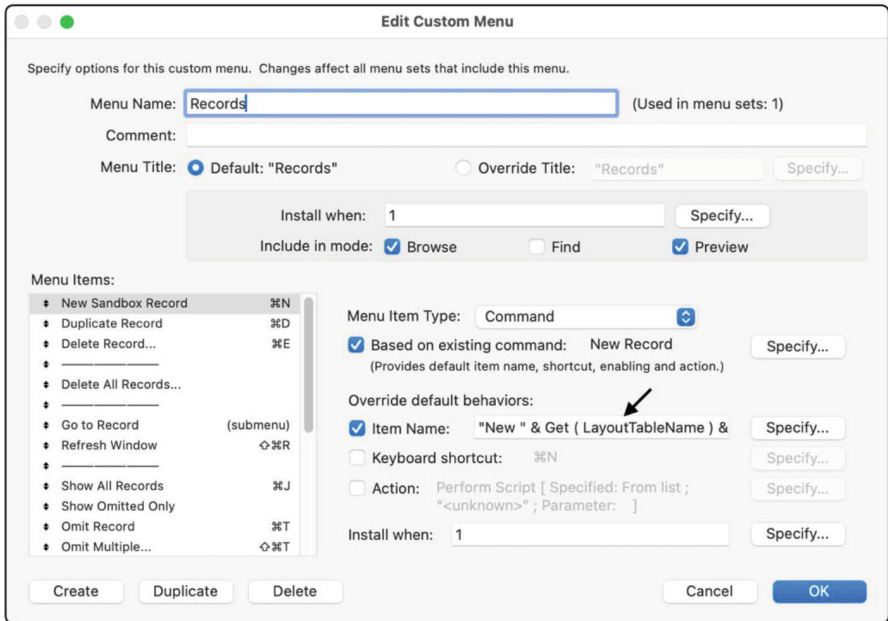 Edit Custom Menu
Specify options for this custom menu.  Changes affect all menu sets that include this menu.
Menu Name: Records (Used in menu sets: 1)
Comment:
Menu Title: Default: "Records" Override Title: "Records" Specify...
Install when: 1 Specify...
Include in mode: Browse Find Preview
Menu Items:
New Sandbox Record ⌘N
Duplicate Record ⌘D
Delete Record... ⌘E
Delete All Records...
Go to Record (submenu)
Refresh Window ⇧⌘R
Show All Records ⌘J
Show Omitted Only
Omit Record ⌘T
Omit Multiple... ⇧⌘T
Menu Item Type: Command
Based on existing command: New Record Specify...
(Provides default item name, shortcut, enabling and action.)
Override default behaviors:
Item Name: "New " & Get ( LayoutTableName ) & Specify...
Keyboard shortcut: ⌘N Specify...
Action: Perform Script [ Specified: From list ; Specify...
"<unknown>" ; Parameter:    ]
Install when: 1 Specify...
Create Duplicate Delete Cancel OK